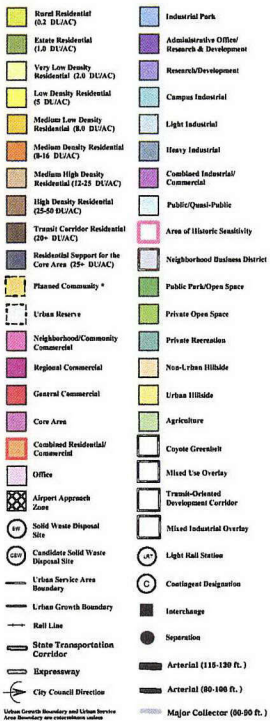 Rural Residential
(0.2 DU/AC)
Estate Residential
(1.0 DU/AC)
Very Low Density
Residential (2.0 DU/AC)
Low Density Residential
(5 DU/AC)
Medium Low Density
Residential (8.0 DU/AC)
Medium Density Residential
(8-16 DU/AC)
Medium High Density
Residential (12-25 DU/AC)
High Density Residential
(25-50 DU/AC)
Transit Corridor Residential
(20+ DU/AC)
Residential Support for the
Core Area (25+ DU/AC)
Planned Community *
Urban Reserve
Neighborhood/Community
Commercial
Regional Commercial
General Commercial
Core Area
Combined Residential/
Commercial
Office
Airport Approach
Zone
SW
Solid Waste Disposal
Site
CSW
Candidate Solid Waste
Disposal Site
Urban Service Area
Boundary
Urban Growth Boundary
Rail Line
State Transportation
Corridor
Expressway
City Council Direction
Urban Growth Boundary and Urban Service
Area Boundary are coterminous unless
Industrial Park
Administrative Office/
Research & Development
Research/Development
Campus Industrial
Light Industrial
Heavy Industrial
Combined Industrial/
Commercial
Public/Quasi-Public
Area of Historic Sensitivity
Neighborhood Business District
Public Park/Open Space
Private Open Space
Private Recreation
Non-Urban Hillside
Urban Hillside
Agriculture
Coyote Greenbelt
Mixed Use Overlay
Transit-Oriented
Development Corridor
Mixed Industrial Overlay
LRT
Light Rail Station
C
Contingent Designation
Interchange
Separation
Arterial (115-130 ft.)
Arterial (80-106 ft.)
Major Collector (60-90 ft.)